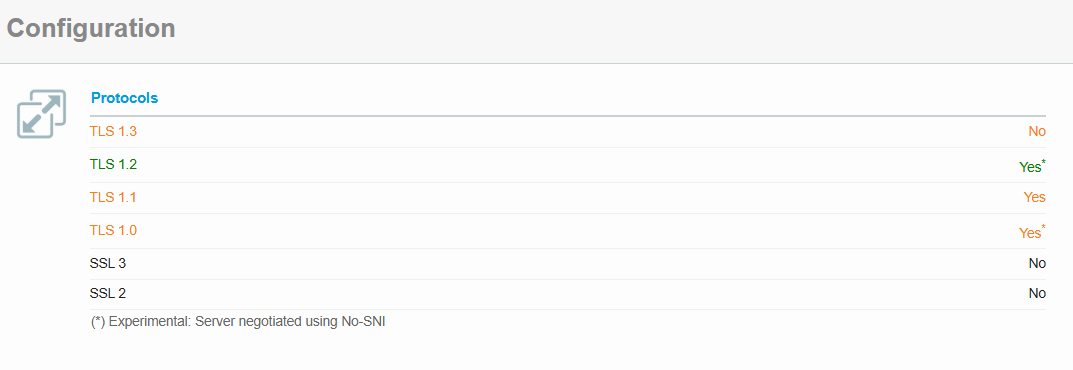 Configuration
Protocols
TLS 1.3 No
TLS 1.2 Yes*
TLS 1.1 Yes
TLS 1.0 Yes*
SSL 3 No
SSL 2 No
(*) Experimental: Server negotiated using No-SNI